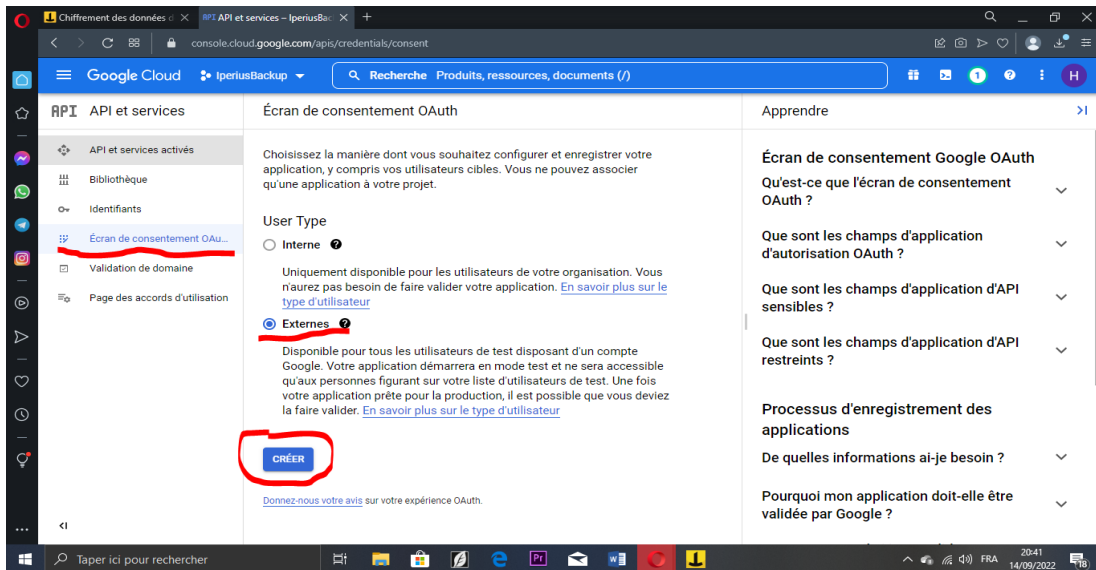 Chiffrement des données d
API API et services – IperiusBac
console.cloud.google.com/apis/credentials/consent
Google Cloud
IperiusBackup
Recherche Produits, ressources, documents (/)
1
H
API API et services
API et services activés
Bibliothèque
Identifiants
Écran de consentement OAu...
Validation de domaine
Page des accords d'utilisation
Écran de consentement OAuth
Choisissez la manière dont vous souhaitez configurer et enregistrer votre
application, y compris vos utilisateurs cibles. Vous ne pouvez associer
qu'une application à votre projet.
User Type
Interne
Uniquement disponible pour les utilisateurs de votre organisation. Vous
n'aurez pas besoin de faire valider votre application. En savoir plus sur le
type d'utilisateur
Externes
Disponible pour tous les utilisateurs de test disposant d'un compte
Google. Votre application démarrera en mode test et ne sera accessible
qu'aux personnes figurant sur votre liste d'utilisateurs de test. Une fois
votre application prête pour la production, il est possible que vous deviez
la faire valider. En savoir plus sur le type d'utilisateur
CRÉER
Donnez-nous votre avis sur votre expérience OAuth.
Apprendre
Écran de consentement Google OAuth
Qu'est-ce que l'écran de consentement
OAuth ?
Que sont les champs d'application
d'autorisation OAuth ?
Que sont les champs d'application d'API
sensibles ?
Que sont les champs d'application d'API
restreints ?
Processus d'enregistrement des
applications
De quelles informations ai-je besoin ?
Pourquoi mon application doit-elle être
validée par Google ?
Taper ici pour rechercher
Pr
FRA
20:41
14/09/2022
18